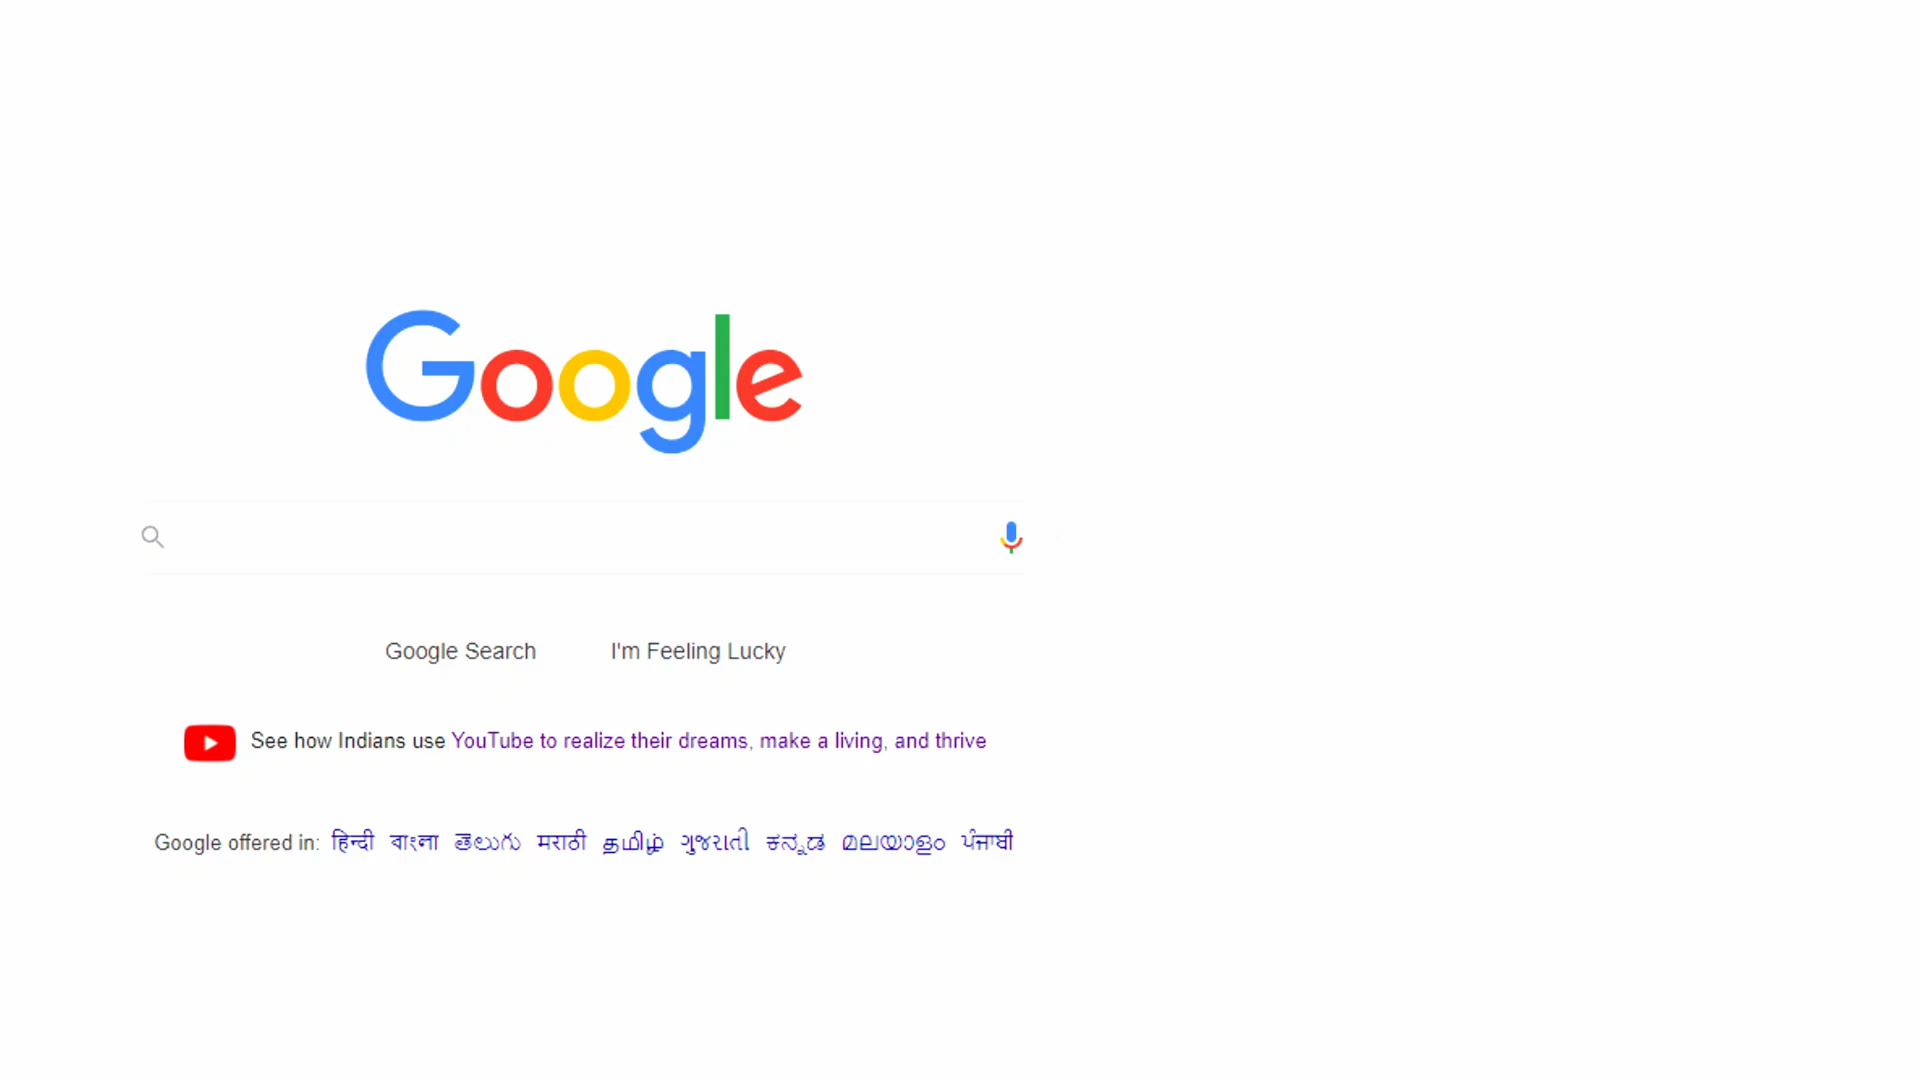 Google
Google Search I'm Feeling Lucky
See how Indians use YouTube to realize their dreams, make a living, and thrive
Google offered in: हिन्दी বাংলা తెలుగు मराठी தமிழ் ગુજરાતી ಕನ್ನಡ മലയാളം ਪੰਜਾਬੀ